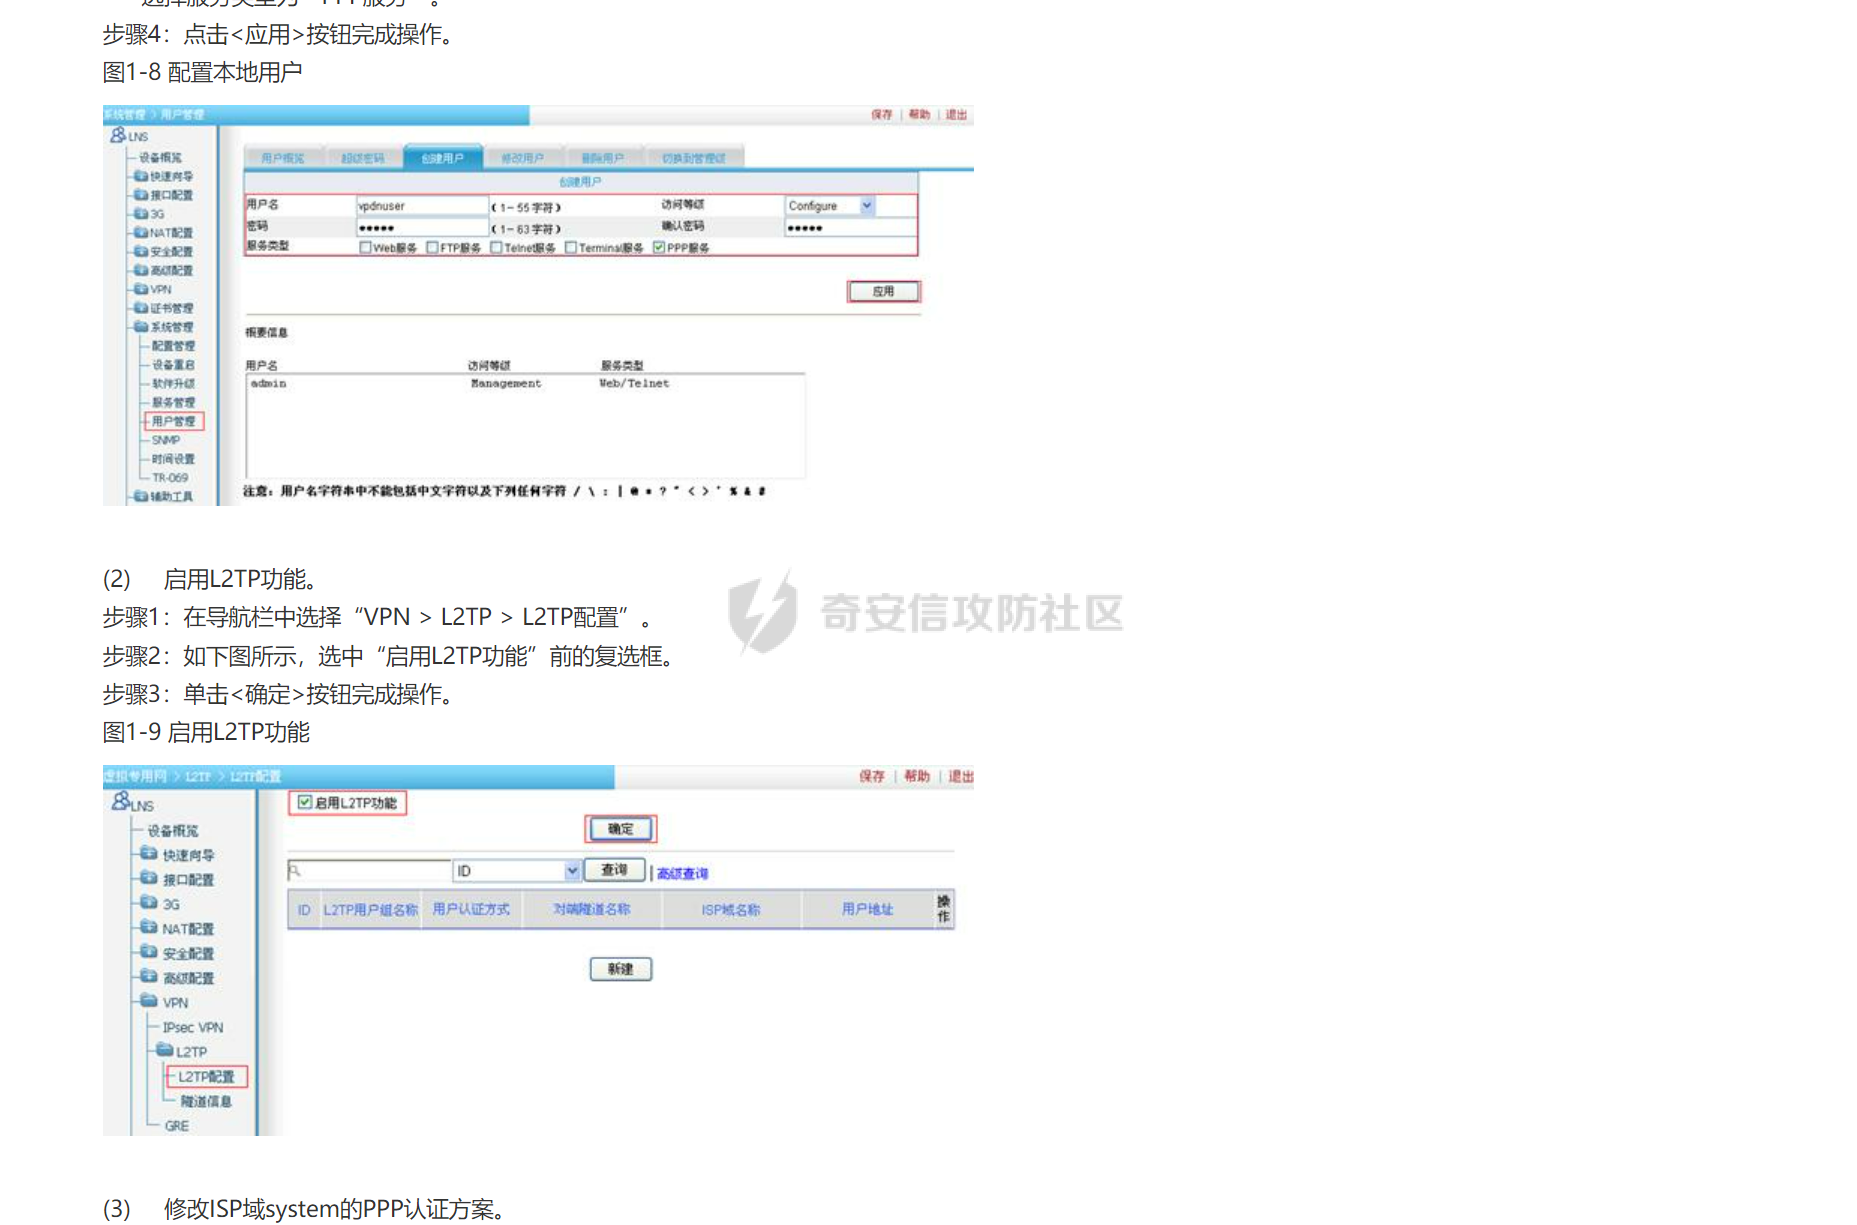 选择服务类型为“PPP服务”。
步骤4：点击<应用>按钮完成操作。
图1-8 配置本地用户
系统管理 > 用户管理
保存 | 帮助 | 退出
LNS
设备概览
快速向导
接口配置
3G
NAT配置
安全配置
高级配置
VPN
证书管理
系统管理
配置管理
设备重启
软件升级
服务管理
用户管理
SNMP
时间设置
TR-069
辅助工具
用户概览 超级密码 创建用户 修改用户 删除用户 切换到管理级
创建用户
用户名 vpdnuser (1-55字符) 访问等级 Configure
密码 ●●●●● (1-63字符) 确认密码 ●●●●●
服务类型 Web服务 FTP服务 Telnet服务 Terminal服务 PPP服务
应用
概要信息
用户名 访问等级 服务类型
admin Management Web/Telnet
注意：用户名字符串中不能包括中文字符以及下列任何字符 / \ : | @ * ? " < > ' % & #
(2) 启用L2TP功能。
步骤1：在导航栏中选择“VPN > L2TP > L2TP配置”。
步骤2：如下图所示，选中“启用L2TP功能”前的复选框。
步骤3：单击<确定>按钮完成操作。
图1-9 启用L2TP功能
奇安信攻防社区
虚拟专用网 > L2TP > L2TP配置
保存 | 帮助 | 退出
LNS
设备概览
快速向导
接口配置
3G
NAT配置
安全配置
高级配置
VPN
IPsec VPN
L2TP
L2TP配置
隧道信息
GRE
启用L2TP功能
确定
ID 查询 | 高级查询
ID L2TP用户组名称 用户认证方式 对端隧道名称 ISP域名称 用户地址 操作
新建
(3) 修改ISP域system的PPP认证方案。